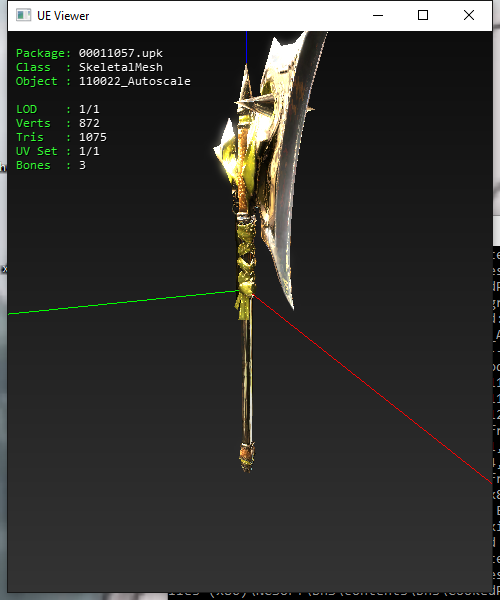 UE Viewer
Package: 00011057.upk
Class : SkeletalMesh
Object : 110022_Autoscale
LOD : 1/1
Verts : 872
Tris : 1075
UV Set : 1/1
Bones : 3